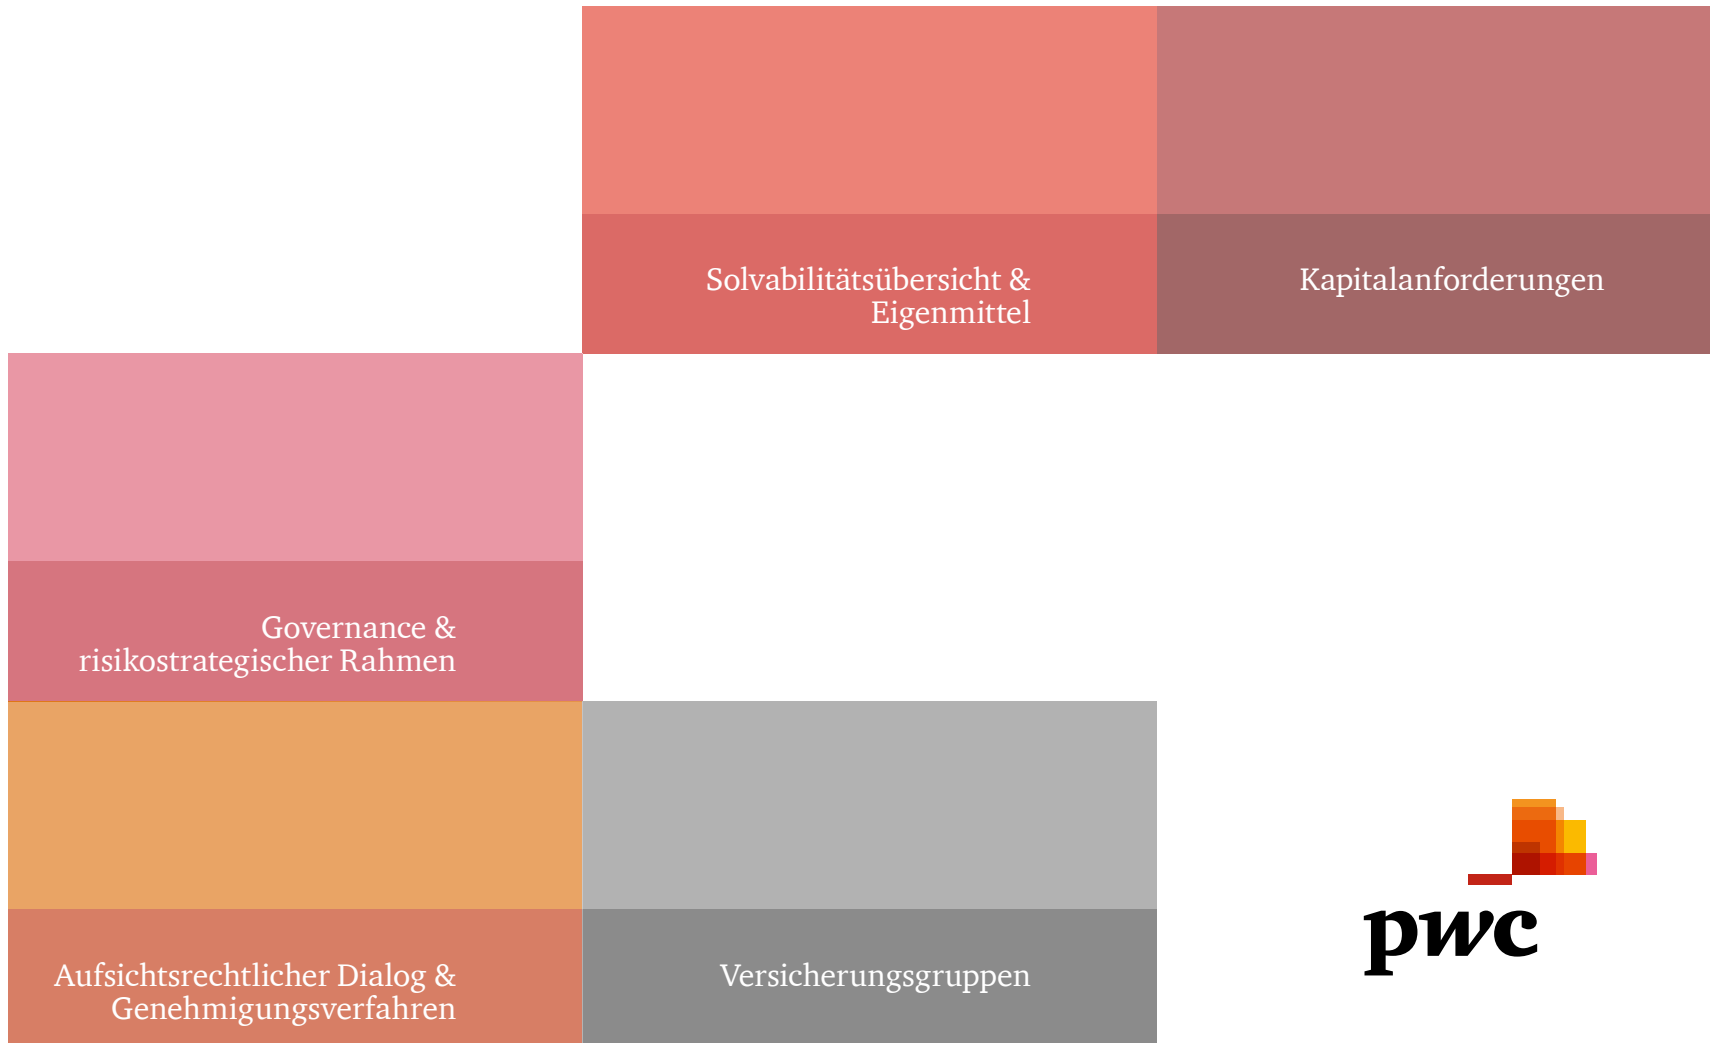 Solvabilitätsübersicht &
Eigenmittel
Kapitalanforderungen
Governance &
risikostrategischer Rahmen
Aufsichtsrechtlicher Dialog &
Genehmigungsverfahren
Versicherungsgruppen
pwc